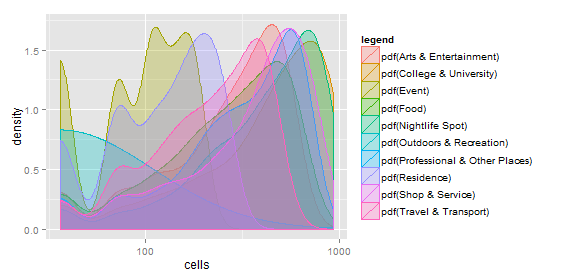 density
1.5
1.0
0.5
0.0
100
1000
cells
legend
pdf(Arts & Entertainment)
pdf(College & University)
pdf(Event)
pdf(Food)
pdf(Nightlife Spot)
pdf(Outdoors & Recreation)
pdf(Professional & Other Places)
pdf(Residence)
pdf(Shop & Service)
pdf(Travel & Transport)